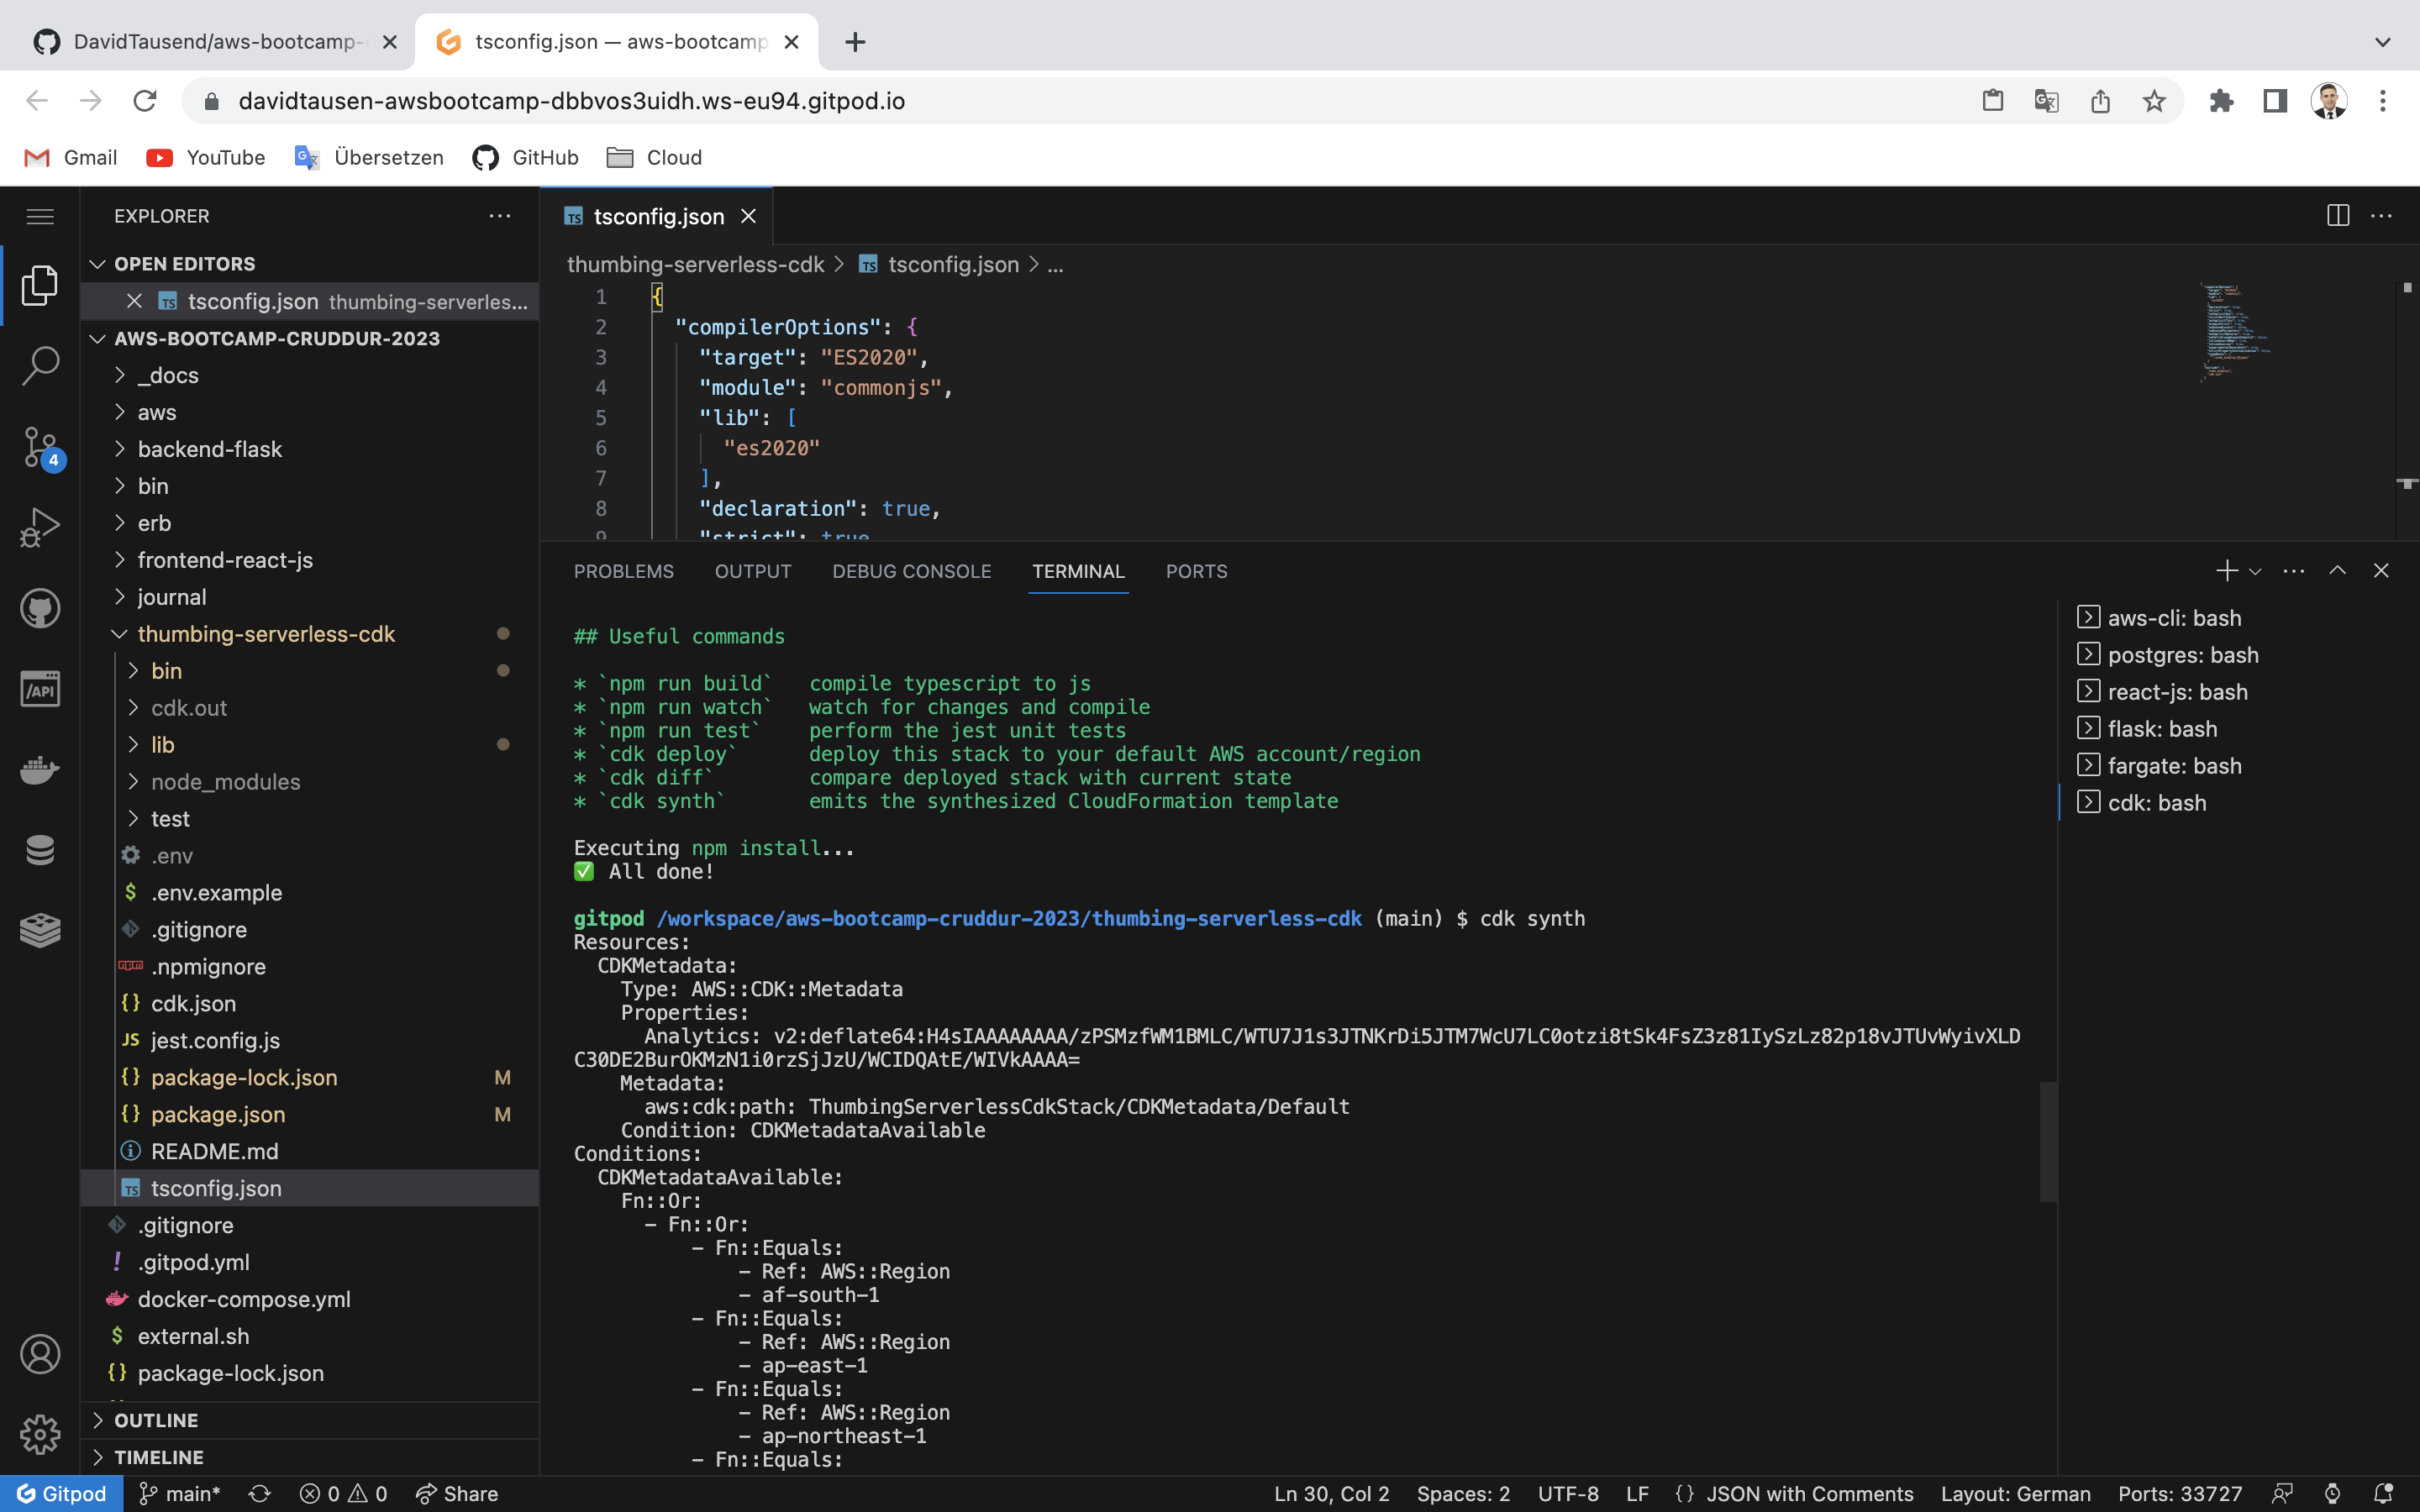 DavidTausend/aws-bootcamp-
tsconfig.json — aws-bootcamp
davidtausen-awsbootcamp-dbbvos3uidh.ws-eu94.gitpod.io
Gmail
YouTube
Übersetzen
GitHub
Cloud
EXPLORER
OPEN EDITORS
tsconfig.json thumbing-serverles...
AWS-BOOTCAMP-CRUDDUR-2023
_docs
aws
backend-flask
bin
erb
frontend-react-js
journal
thumbing-serverless-cdk
bin
cdk.out
lib
node_modules
test
.env
$ .env.example
.gitignore
.npmignore
{} cdk.json
JS jest.config.js
{} package-lock.json M
{} package.json M
README.md
TS tsconfig.json
.gitignore
! .gitpod.yml
docker-compose.yml
$ external.sh
{} package-lock.json
OUTLINE
TIMELINE
4
/API
TS tsconfig.json
thumbing-serverless-cdk > TS tsconfig.json > ...
1 {
2 "compilerOptions": {
3 "target": "ES2020",
4 "module": "commonjs",
5 "lib": [
6 "es2020"
7 ],
8 "declaration": true,
9 "strict": true
PROBLEMS OUTPUT DEBUG CONSOLE TERMINAL PORTS
## Useful commands
* `npm run build` compile typescript to js
* `npm run watch` watch for changes and compile
* `npm run test` perform the jest unit tests
* `cdk deploy` deploy this stack to your default AWS account/region
* `cdk diff` compare deployed stack with current state
* `cdk synth` emits the synthesized CloudFormation template
Executing npm install...
✅ All done!
gitpod /workspace/aws-bootcamp-cruddur-2023/thumbing-serverless-cdk (main) $ cdk synth
Resources:
CDKMetadata:
Type: AWS::CDK::Metadata
Properties:
Analytics: v2:deflate64:H4sIAAAAAAAA/zPSMzfWM1BMLC/WTU7J1s3JTNKrDi5JTM7WcU7LC0otzi8tSk4FsZ3z81IySzLz82p18vJTUvWyivXLD
C30DE2BurOKMzN1i0rzSjJzU/WCIDQAtE/WIVkAAAA=
Metadata:
aws:cdk:path: ThumbingServerlessCdkStack/CDKMetadata/Default
Condition: CDKMetadataAvailable
Conditions:
CDKMetadataAvailable:
Fn::Or:
- Fn::Or:
- Fn::Equals:
- Ref: AWS::Region
- af-south-1
- Fn::Equals:
- Ref: AWS::Region
- ap-east-1
- Fn::Equals:
- Ref: AWS::Region
- ap-northeast-1
- Fn::Equals:
aws-cli: bash
postgres: bash
react-js: bash
flask: bash
fargate: bash
cdk: bash
Gitpod
main*
0 0
Share
Ln 30, Col 2
Spaces: 2
UTF-8
LF
{} JSON with Comments
Layout: German
Ports: 33727